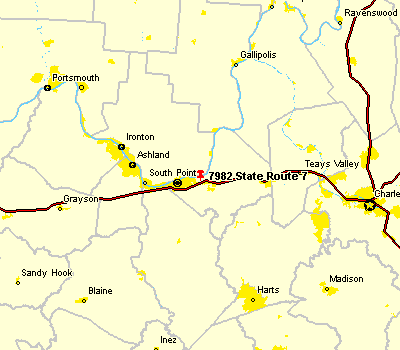 Ravenswood
Gallipolis
Portsmouth
Ironton
Ashland
Teays Valley
South Point
7982 State Route 7
Grayson
Charle
Sandy Hook
Madison
Harts
Blaine
Inez